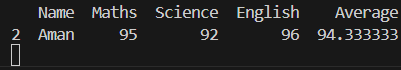 Name Maths Science English Average
2 Aman 95 92 96 94.333333